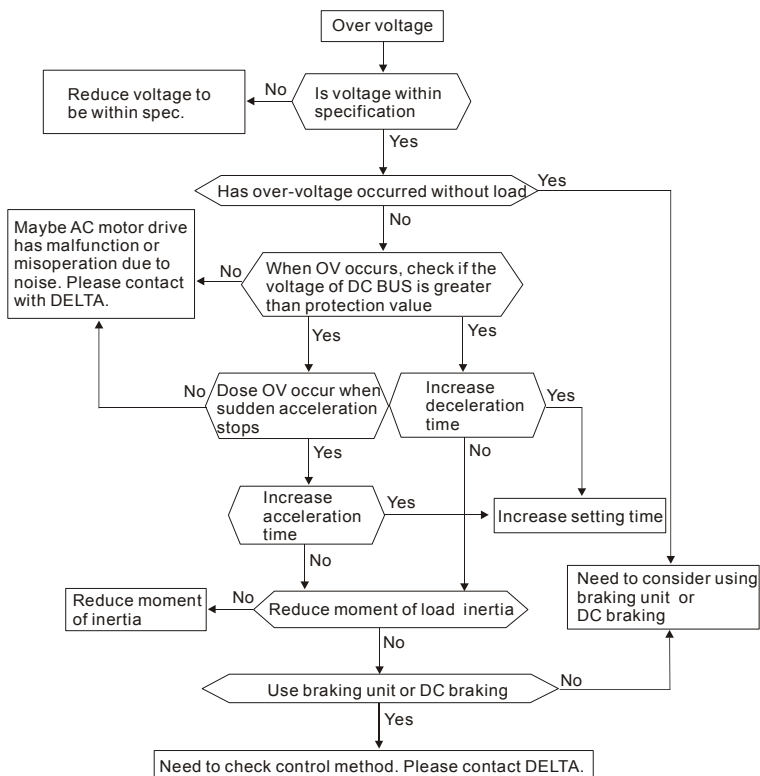 Over voltage
No
Reduce voltage to
be within spec.
Is voltage within
specification
Yes
Has over-voltage occurred without load
Yes
No
Maybe AC motor drive
has malfunction or
misoperation due to
noise. Please contact
with DELTA.
No
When OV occurs, check if the
voltage of DC BUS is greater
than protection value
Yes
Yes
No
Dose OV occur when
sudden acceleration
stops
Increase
deceleration
time
Yes
Yes
No
Increase
acceleration
time
Yes
Increase setting time
No
Reduce moment
of inertia
No
Reduce moment of load inertia
Need to consider using
braking unit or
DC braking
No
Use braking unit or DC braking
No
Yes
Need to check control method. Please contact DELTA.